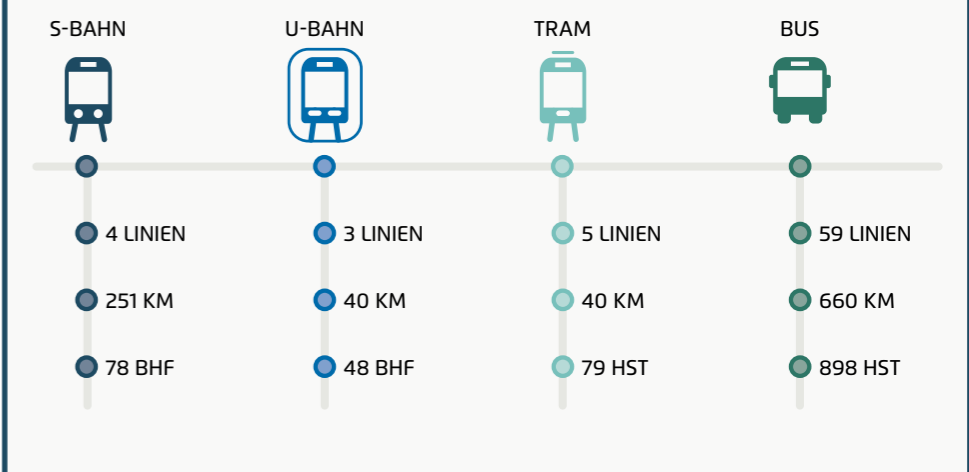 S-BAHN
U-BAHN
TRAM
BUS
4 LINIEN
3 LINIEN
5 LINIEN
59 LINIEN
251 KM
40 KM
40 KM
660 KM
78 BHF
48 BHF
79 HST
898 HST